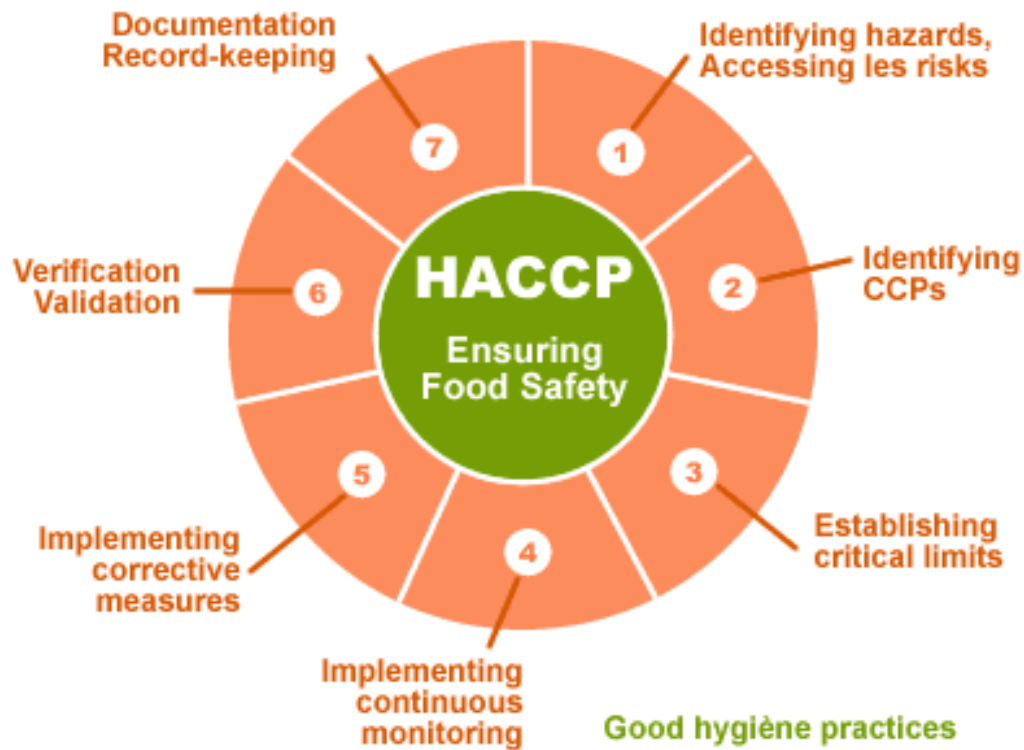 Documentation
Record-keeping
Identifying hazards,
Accessing les risks
7
1
HACCP
Ensuring
Food Safety
Verification
Validation
6
2
Identifying
CCPs
5
3
Implementing
corrective
measures
4
Establishing
critical limits
Implementing
continuous
monitoring
Good hygiène practices